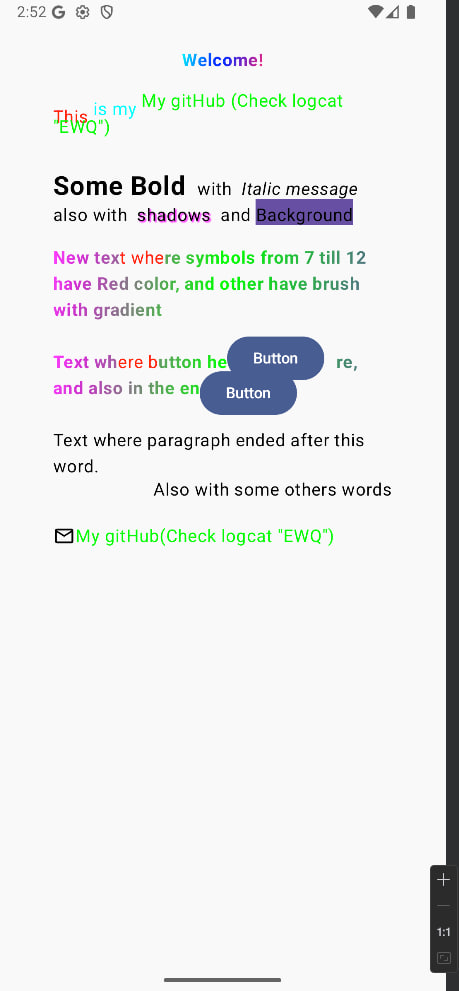 2:52
Welcome!
This is my My gitHub (Check logcat
"EWQ")
Some Bold with Italic message
also with shadows and Background
New text where symbols from 7 till 12
have Red color, and other have brush
with gradient
Text where button he Button re,
and also in the en Button
Text where paragraph ended after this
word.
Also with some others words
My gitHub(Check logcat "EWQ")
1:1